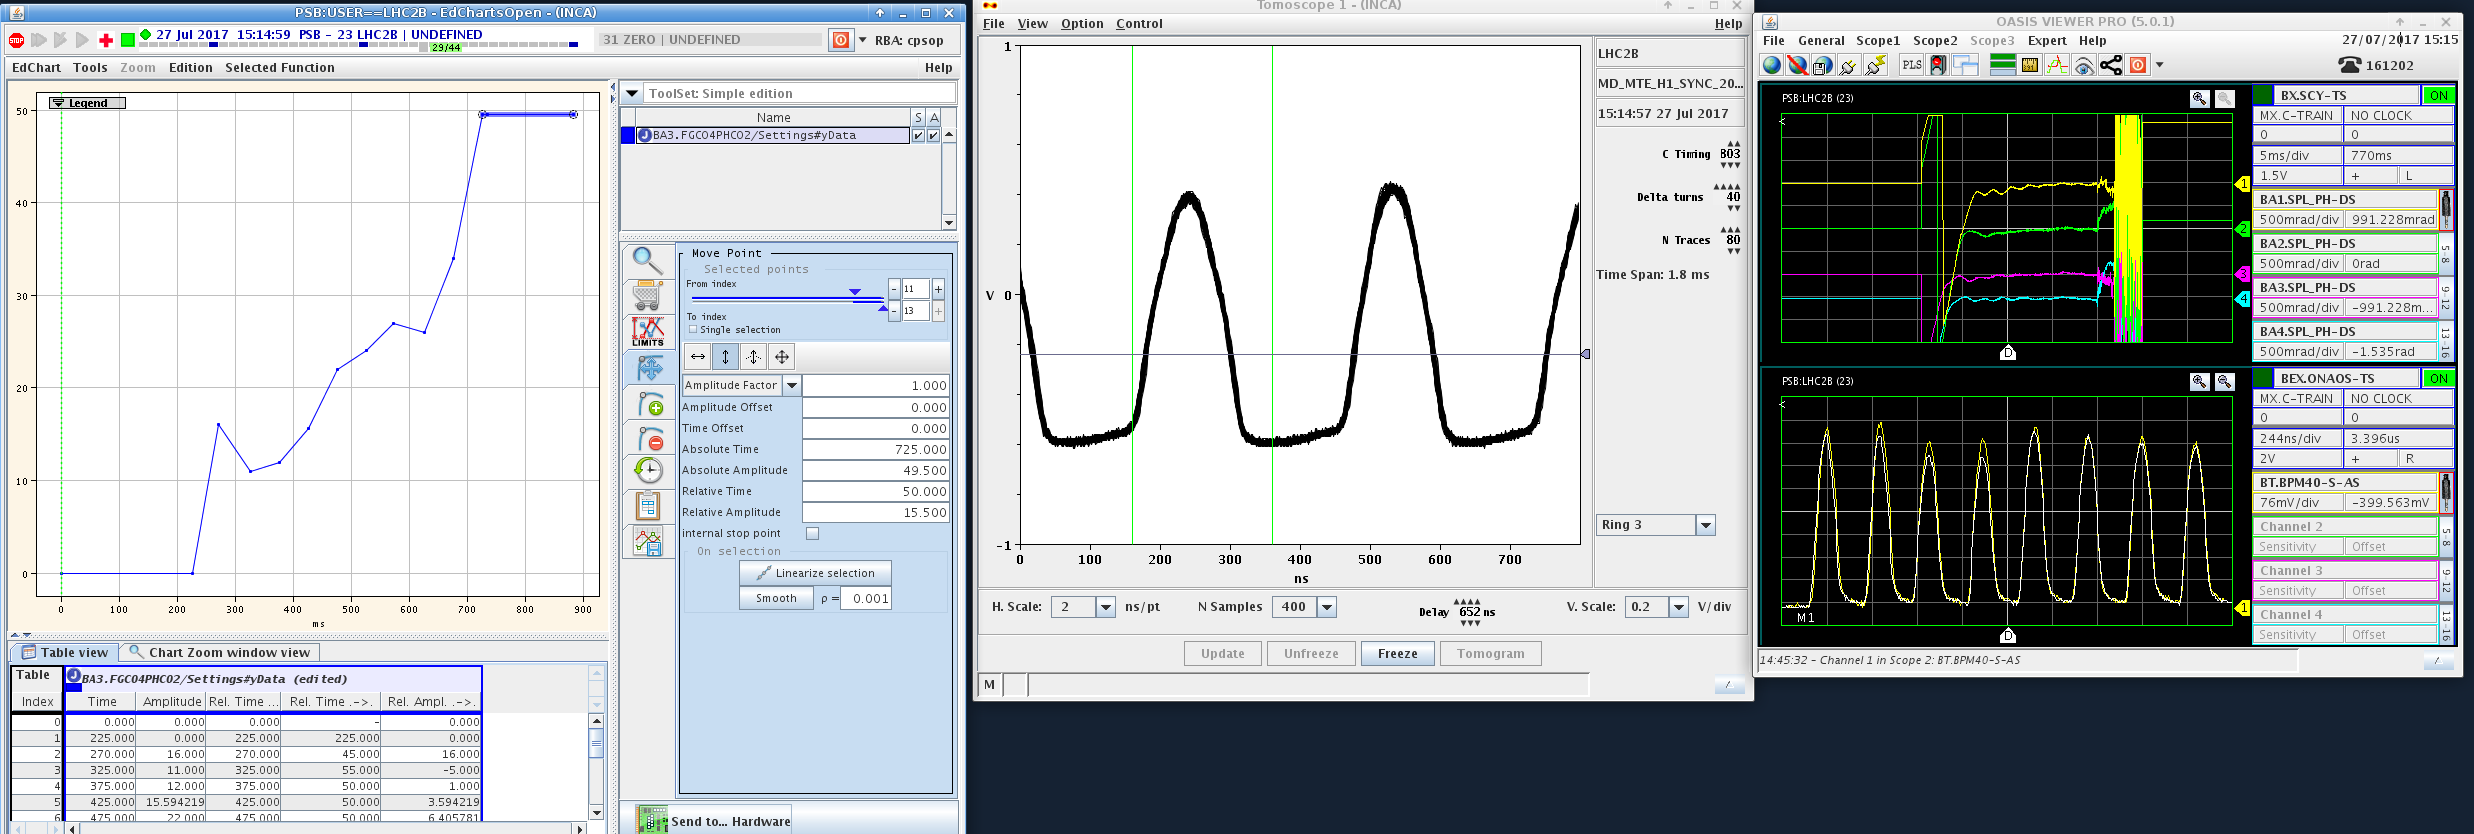 PSB:USER==LHC2B - EdChartsOpen - (INCA)
STOP
27 Jul 2017 15:14:59 PSB - 23 LHC2B | UNDEFINED
29/44
31 ZERO | UNDEFINED
RBA: cpsop
EdChart Tools Zoom Edition Selected Function Help
Legend
50
40
30
20
10
0
0 100 200 300 400 500 600 700 800 900
ms
ToolSet: Simple edition
Name S A
BA3.FGC04PHC02/Settings#yData
LIMITS
Move Point
Selected points
From index
- 11 +
- 13 +
To index
Single selection
Amplitude Factor 1.000
Amplitude Offset 0.000
Time Offset 0.000
Absolute Time 725.000
Absolute Amplitude 49.500
Relative Time 50.000
Relative Amplitude 15.500
internal stop point
On selection
Linearize selection
Smooth ρ = 0.001
Send to... Hardware
Table view Chart Zoom window view
Table BA3.FGC04PHC02/Settings#yData (edited)
Index Time Amplitude Rel. Time ... Rel. Time .->. Rel. Ampl. .->.
0 0.000 0.000 0.000 - 0.000
1 225.000 0.000 225.000 225.000 0.000
2 270.000 16.000 270.000 45.000 16.000
3 325.000 11.000 325.000 55.000 -5.000
4 375.000 12.000 375.000 50.000 1.000
5 425.000 15.594219 425.000 50.000 3.594219
6 475.000 22.000 475.000 50.000 6.405781
Tomoscope 1 - (INCA)
File View Option Control Help
1
V 0
-1
0 100 200 300 400 500 600 700
ns
LHC2B
MD_MTE_H1_SYNC_20...
15:14:57 27 Jul 2017
C Timing 803
Delta turns 40
N Traces 80
Time Span: 1.8 ms
Ring 3
H. Scale: 2 ns/pt N Samples 400 Delay 652 ns V. Scale: 0.2 V/div
Update Unfreeze Freeze Tomogram
M
OASIS VIEWER PRO (5.0.1)
File General Scope1 Scope2 Scope3 Expert Help
27/07/2017 15:15
PLS
161202
PSB:LHC2B (23)
1
2
3
4
D
BX.SCY-TS ON
MX.C-TRAIN NO CLOCK
0 0
5ms/div 770ms
1.5V + L
BA1.SPL_PH-DS
500mrad/div 991.228mrad
BA2.SPL_PH-DS
500mrad/div 0rad
BA3.SPL_PH-DS
500mrad/div -991.228m...
BA4.SPL_PH-DS
500mrad/div -1.535rad
5-8
9-12
13-16
PSB:LHC2B (23)
M1
1
D
BEX.ONAOS-TS ON
MX.C-TRAIN NO CLOCK
0 0
244ns/div 3.396us
2V + R
BT.BPM40-S-AS
76mV/div -399.563mV
Channel 2
Sensitivity Offset
Channel 3
Sensitivity Offset
Channel 4
Sensitivity Offset
5-8
9-12
13-16
14:45:32 - Channel 1 in Scope 2: BT.BPM40-S-AS